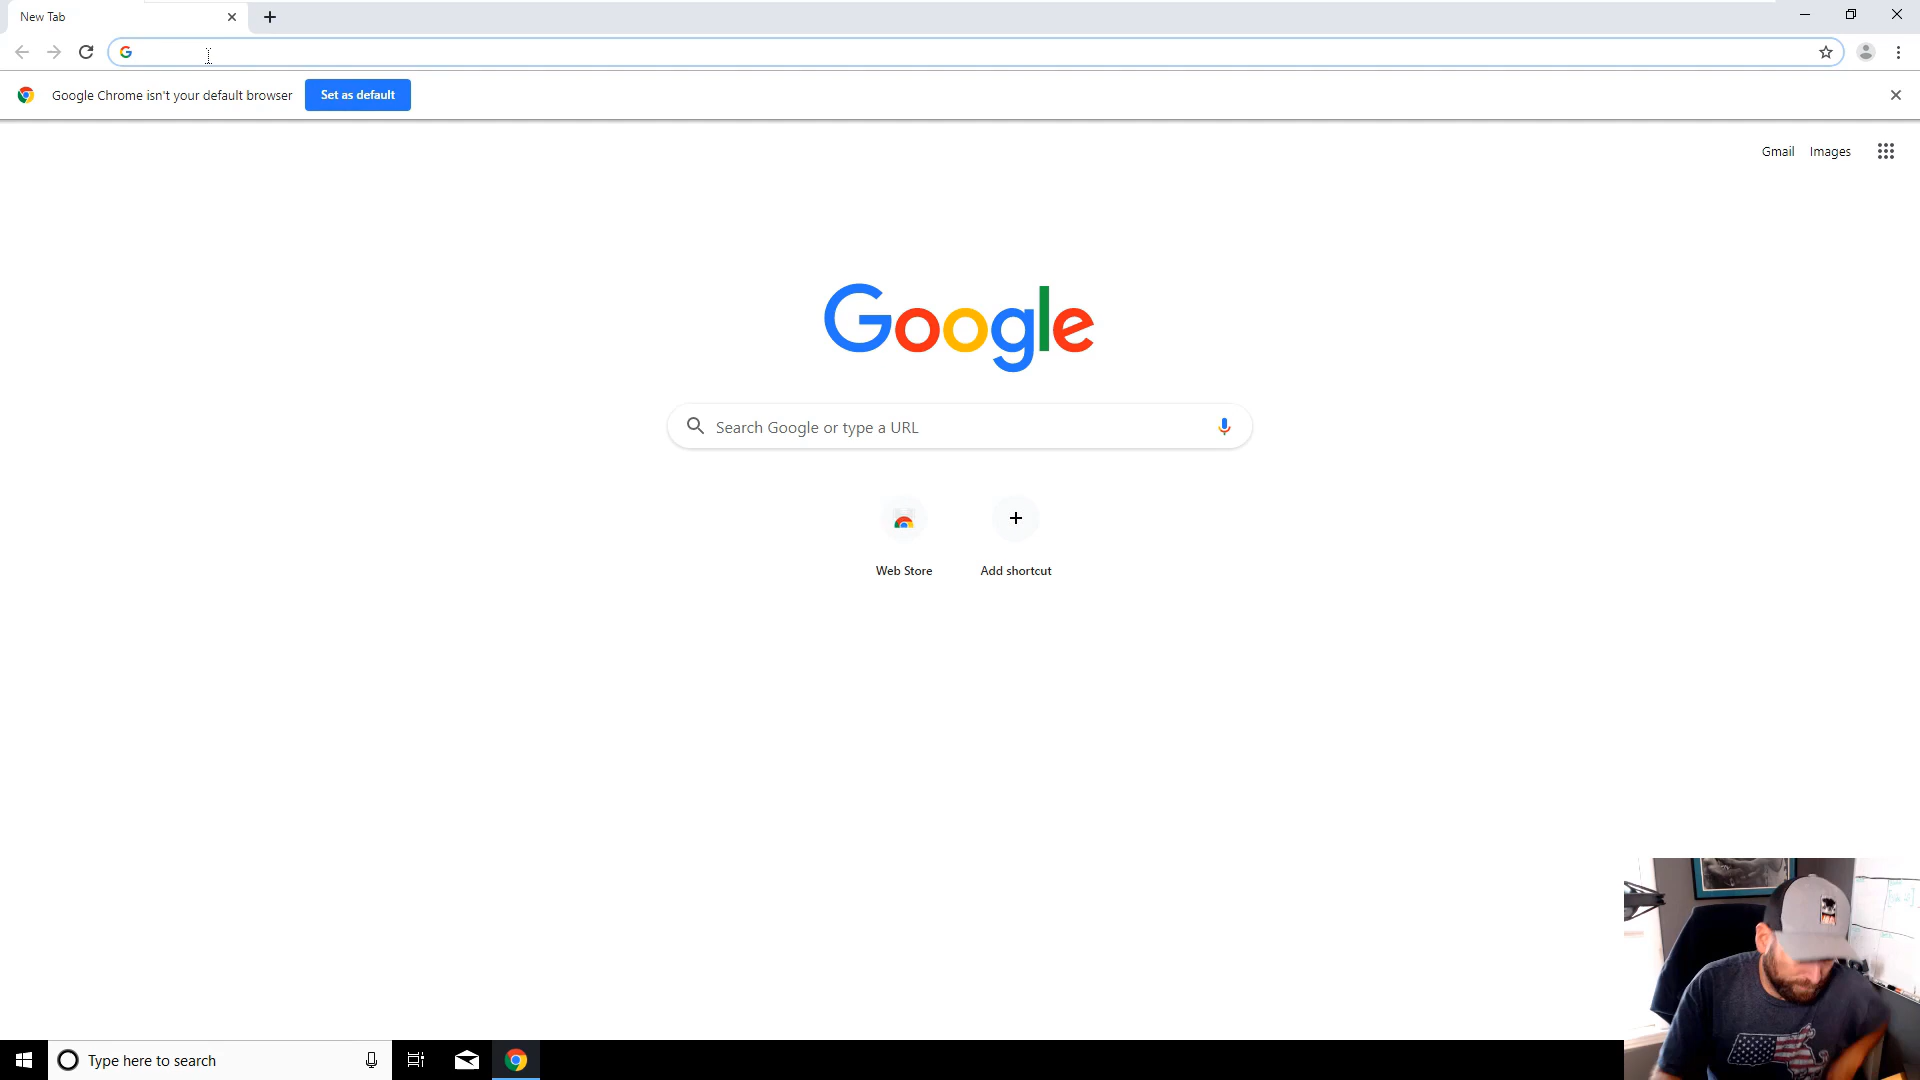 New Tab
Google Chrome isn't your default browser Set as default
Gmail Images
Google
Search Google or type a URL
Web Store Add shortcut
Type here to search